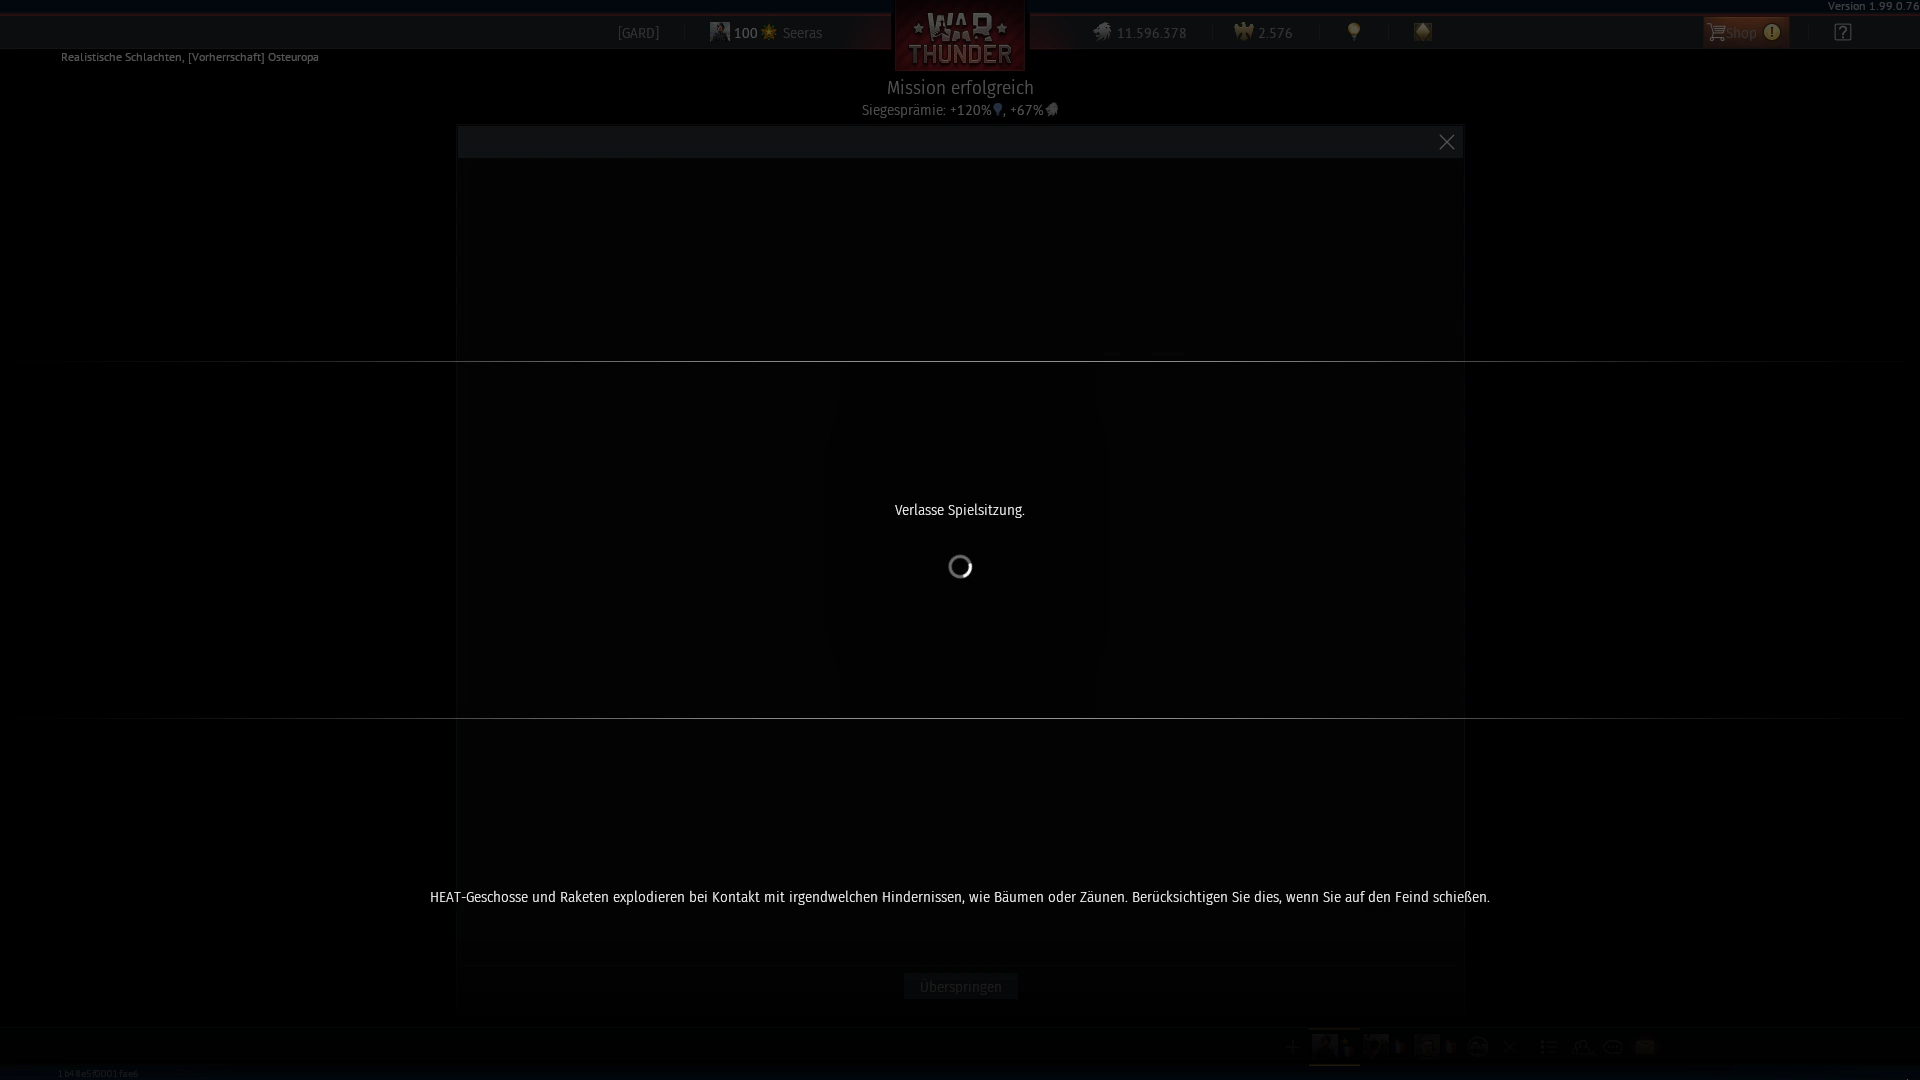 Version 1.99.0.76
[GARD] 100 Seeras WAR THUNDER 11.596.378 2.576 Shop
Realistische Schlachten, [Vorherrschaft] Osteuropa
Mission erfolgreich
Siegesprämie: +120%, +67%
Verlasse Spielsitzung.
HEAT-Geschosse und Raketen explodieren bei Kontakt mit irgendwelchen Hindernissen, wie Bäumen oder Zäunen. Berücksichtigen Sie dies, wenn Sie auf den Feind schießen.
Überspringen